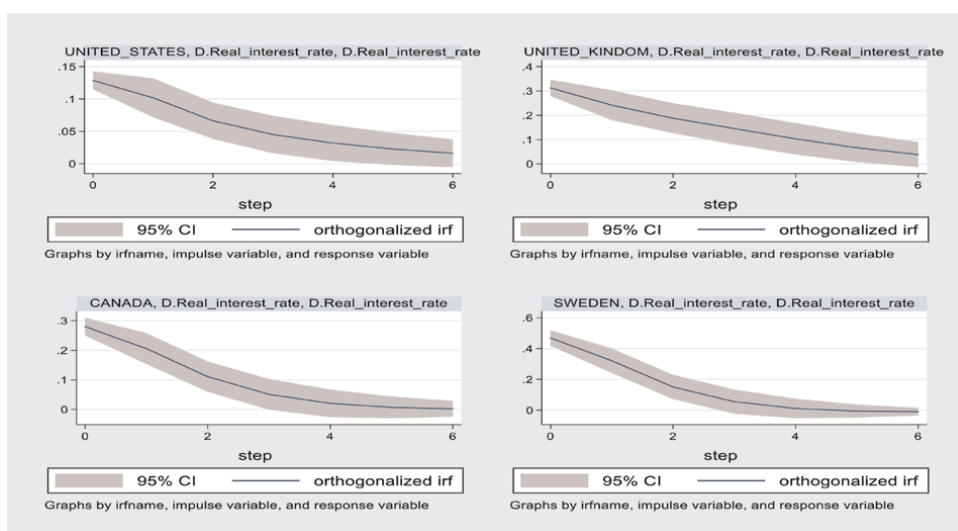 UNITED_STATES, D.Real_interest_rate, D.Real_interest_rate
.15
.1
.05
0
0 2 4 6
step
95% CI orthogonalized irf
Graphs by irfname, impulse variable, and response variable
UNITED_KINDOM, D.Real_interest_rate, D.Real_interest_rate
.4
.3
.2
.1
0
0 2 4 6
step
95% CI orthogonalized irf
Graphs by irfname, impulse variable, and response variable
CANADA, D.Real_interest_rate, D.Real_interest_rate
.3
.2
.1
0
0 2 4 6
step
95% CI orthogonalized irf
Graphs by irfname, impulse variable, and response variable
SWEDEN, D.Real_interest_rate, D.Real_interest_rate
.6
.4
.2
0
0 2 4 6
step
95% CI orthogonalized irf
Graphs by irfname, impulse variable, and response variable